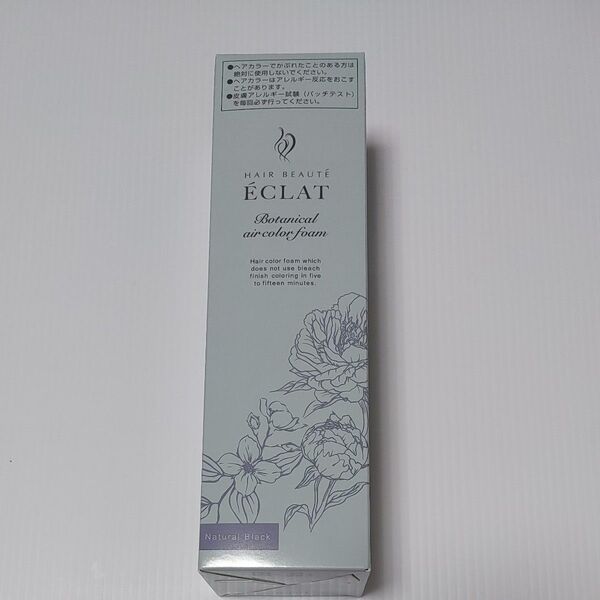 ●ヘアカラーでかぶれたことのある方は
絶対に使用しないでください。
●ヘアカラーはアレルギー反応をおこす
ことがあります。
●皮膚アレルギー試験（パッチテスト）
を毎回必ず行ってください。
HAIR BEAUTÉ
ÉCLAT
Botanical
air color foam
Hair color foam which
does not use bleach
finish coloring in five
to fifteen minutes.
Natural Black